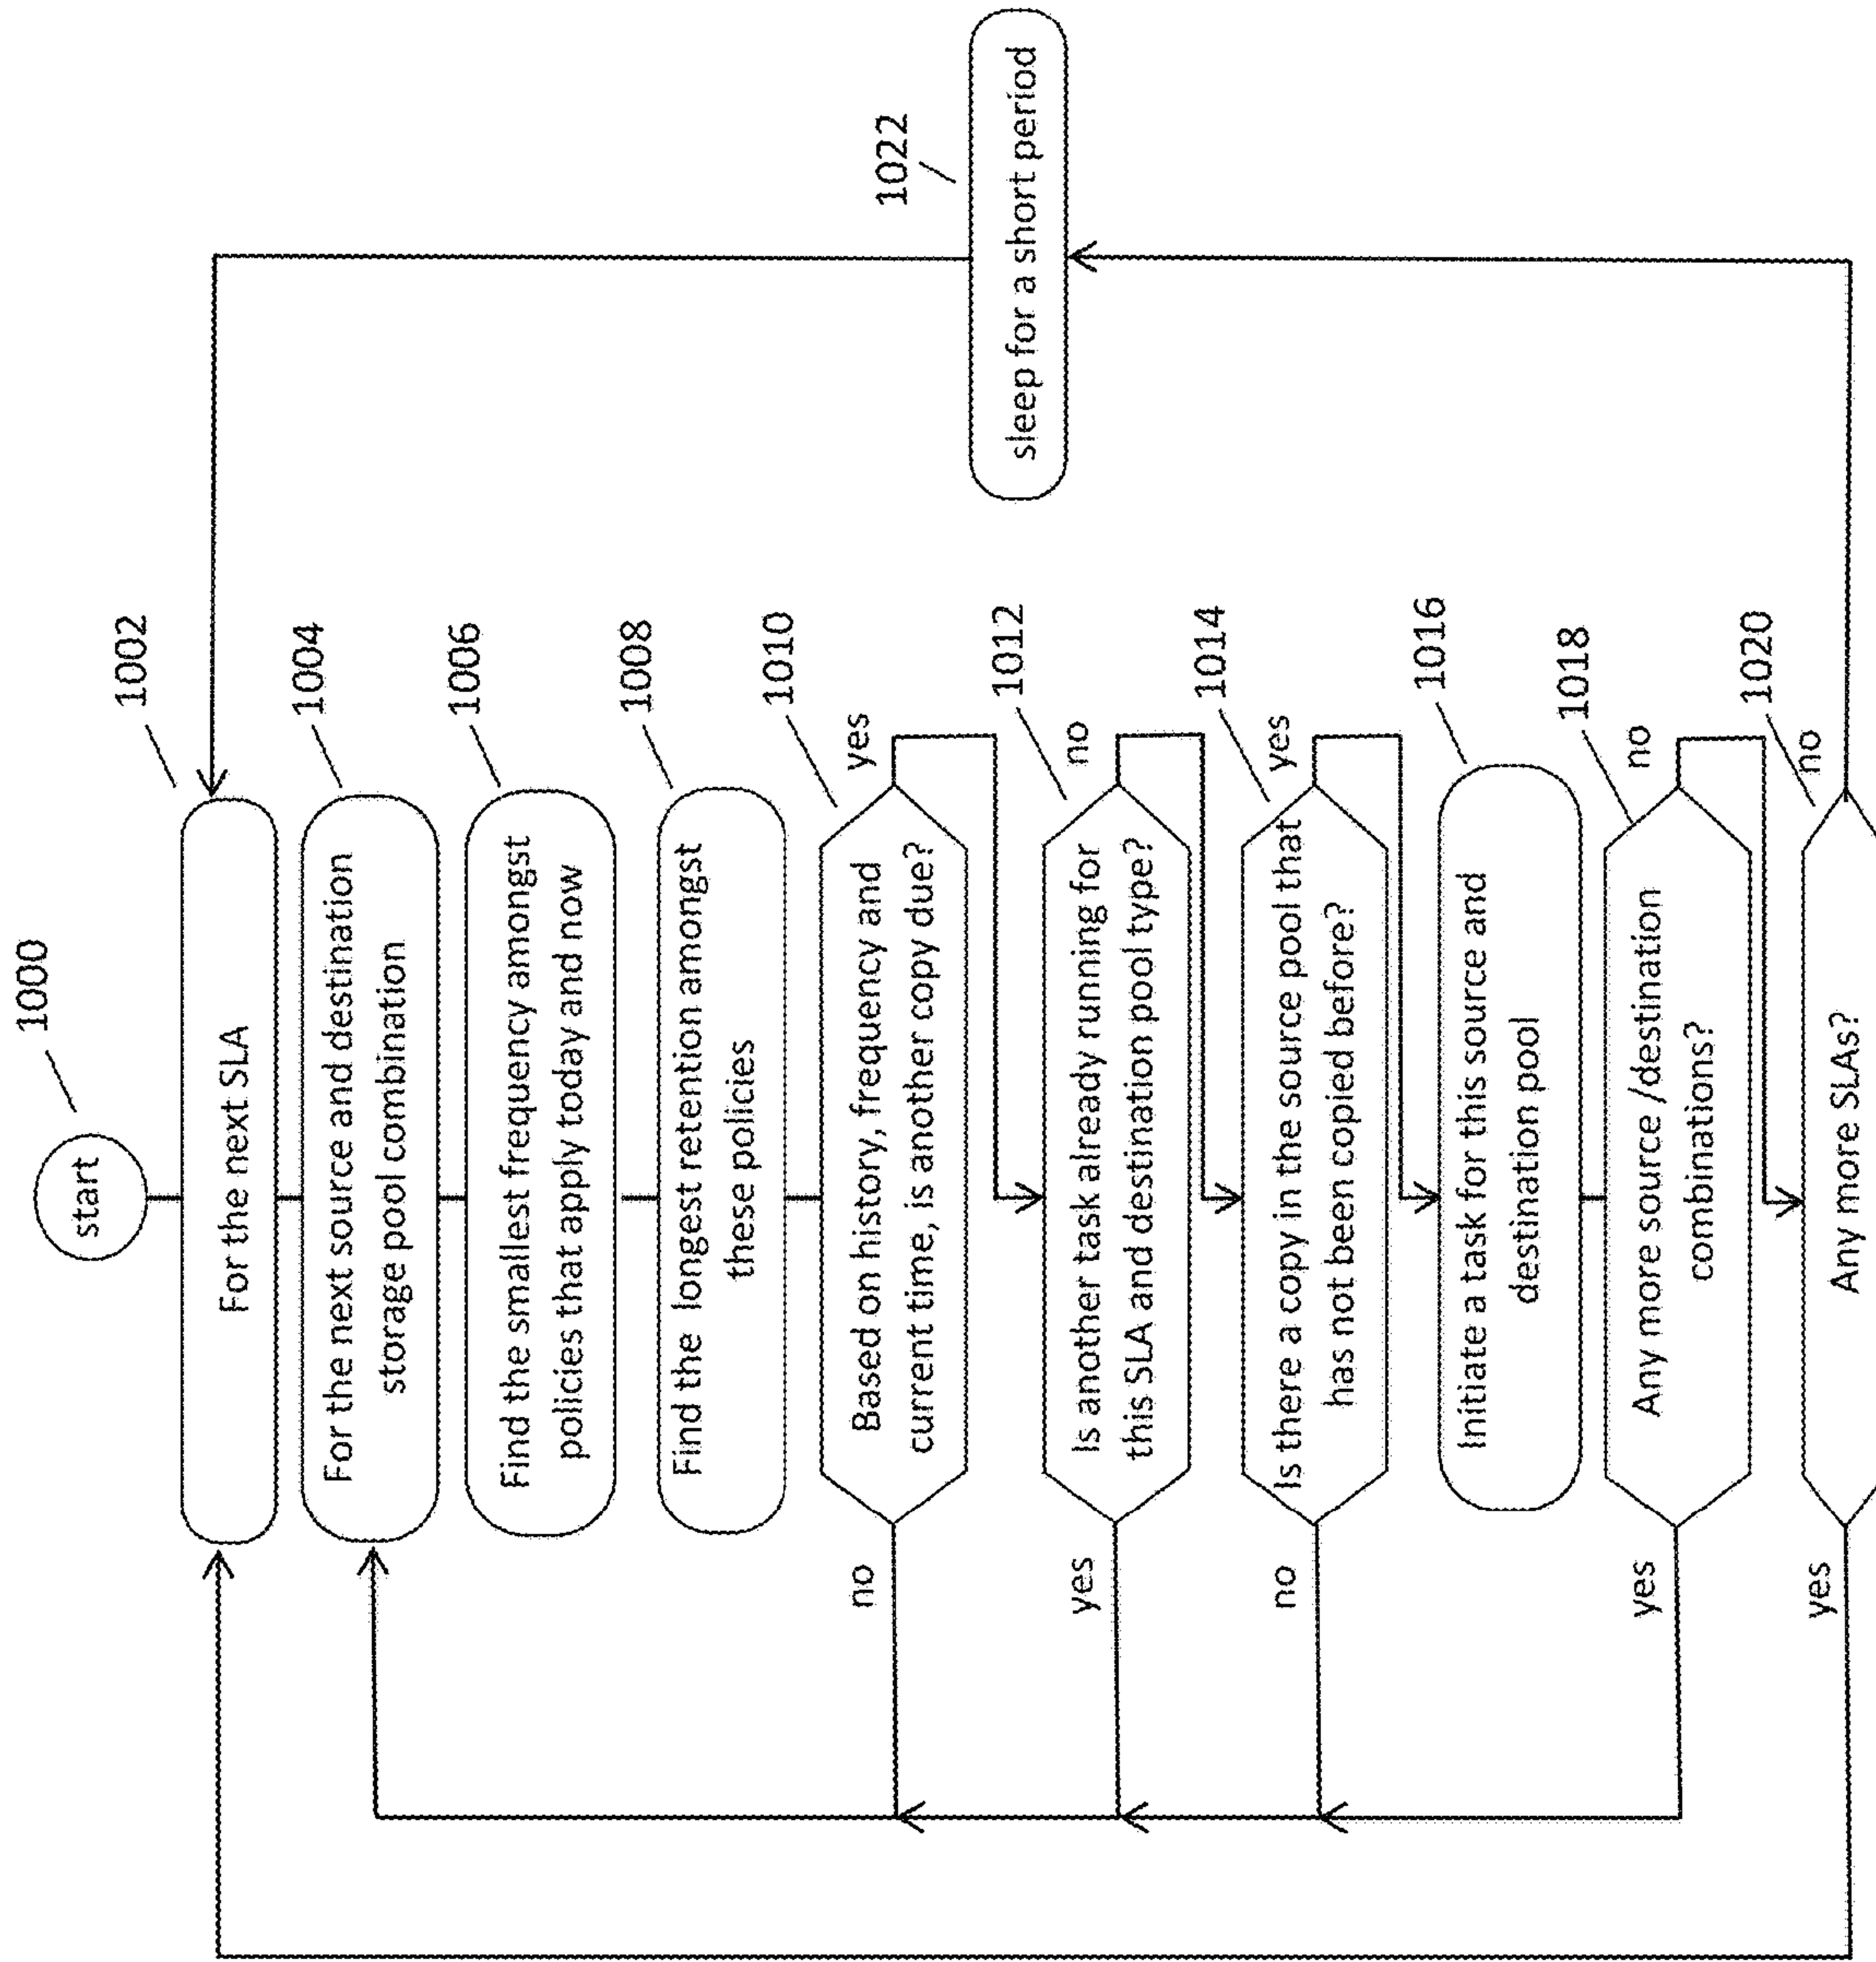 1000
start
1002
For the next SLA
1004
For the next source and destination
storage pool combination
1006
Find the smallest frequency amongst
policies that apply today and now
1008
Find the longest retention amongst
these policies
1010
Based on history, frequency and
current time, is another copy due?
no
yes
1012
Is another task already running for
this SLA and destination pool type?
yes
no
1014
Is there a copy in the source pool that
has not been copied before?
no
yes
1016
Initiate a task for this source and
destination pool
1018
Any more source /destination
combinations?
yes
no
1020
Any more SLAs?
yes
no
1022
sleep for a short period